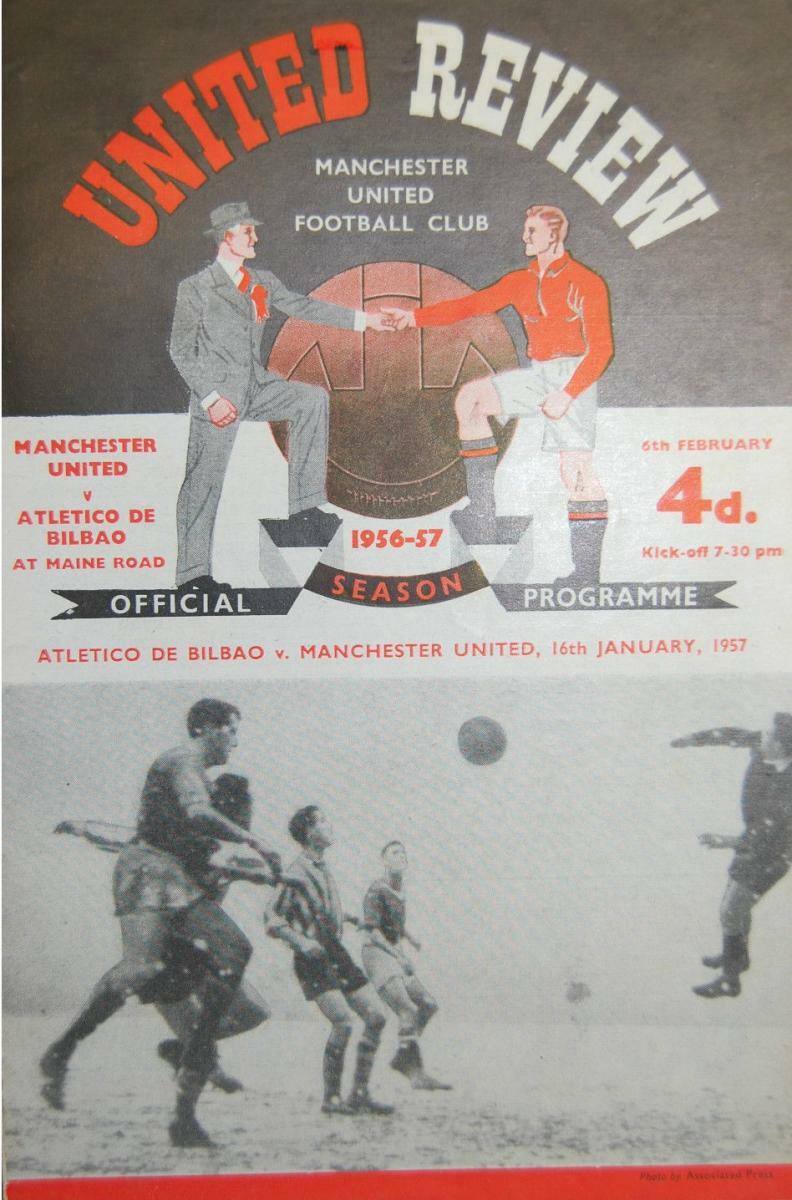 UNITED REVIEW
MANCHESTER
UNITED
FOOTBALL CLUB
MANCHESTER
UNITED
v
ATLETICO DE
BILBAO
AT MAINE ROAD
6th FEBRUARY
4d.
Kick-off 7-30 pm
1956-57
OFFICIAL SEASON PROGRAMME
ATLETICO DE BILBAO v. MANCHESTER UNITED, 16th JANUARY, 1957
Photo by Associated Press